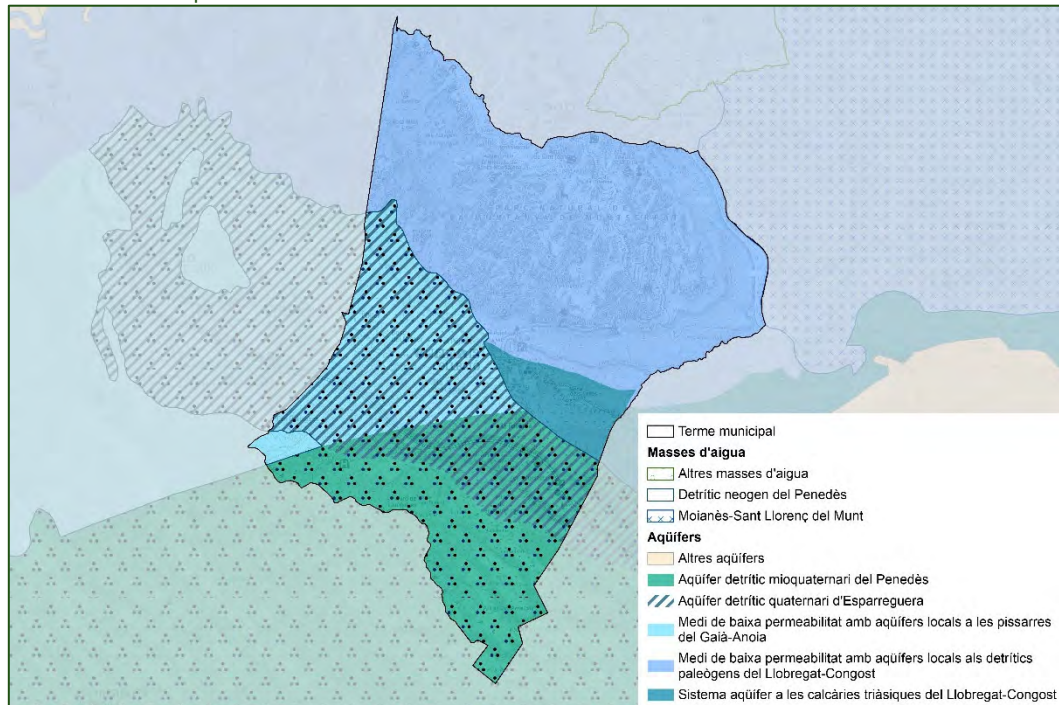 Terme municipal
Masses d'aigua
Altres masses d'aigua
Detrític neogen del Penedès
Moianès-Sant Llorenç del Munt
Aqüífers
Altres aqüífers
Aqüífer detrític mioquaternari del Penedès
Aqüífer detrític quaternari d'Esparreguera
Medi de baixa permeabilitat amb aqüífers locals a les pissarres
del Gaià-Anoia
Medi de baixa permeabilitat amb aqüífers locals als detrítics
paleògens del Llobregat-Congost
Sistema aqüífer a les calcàries triàsiques del Llobregat-Congost